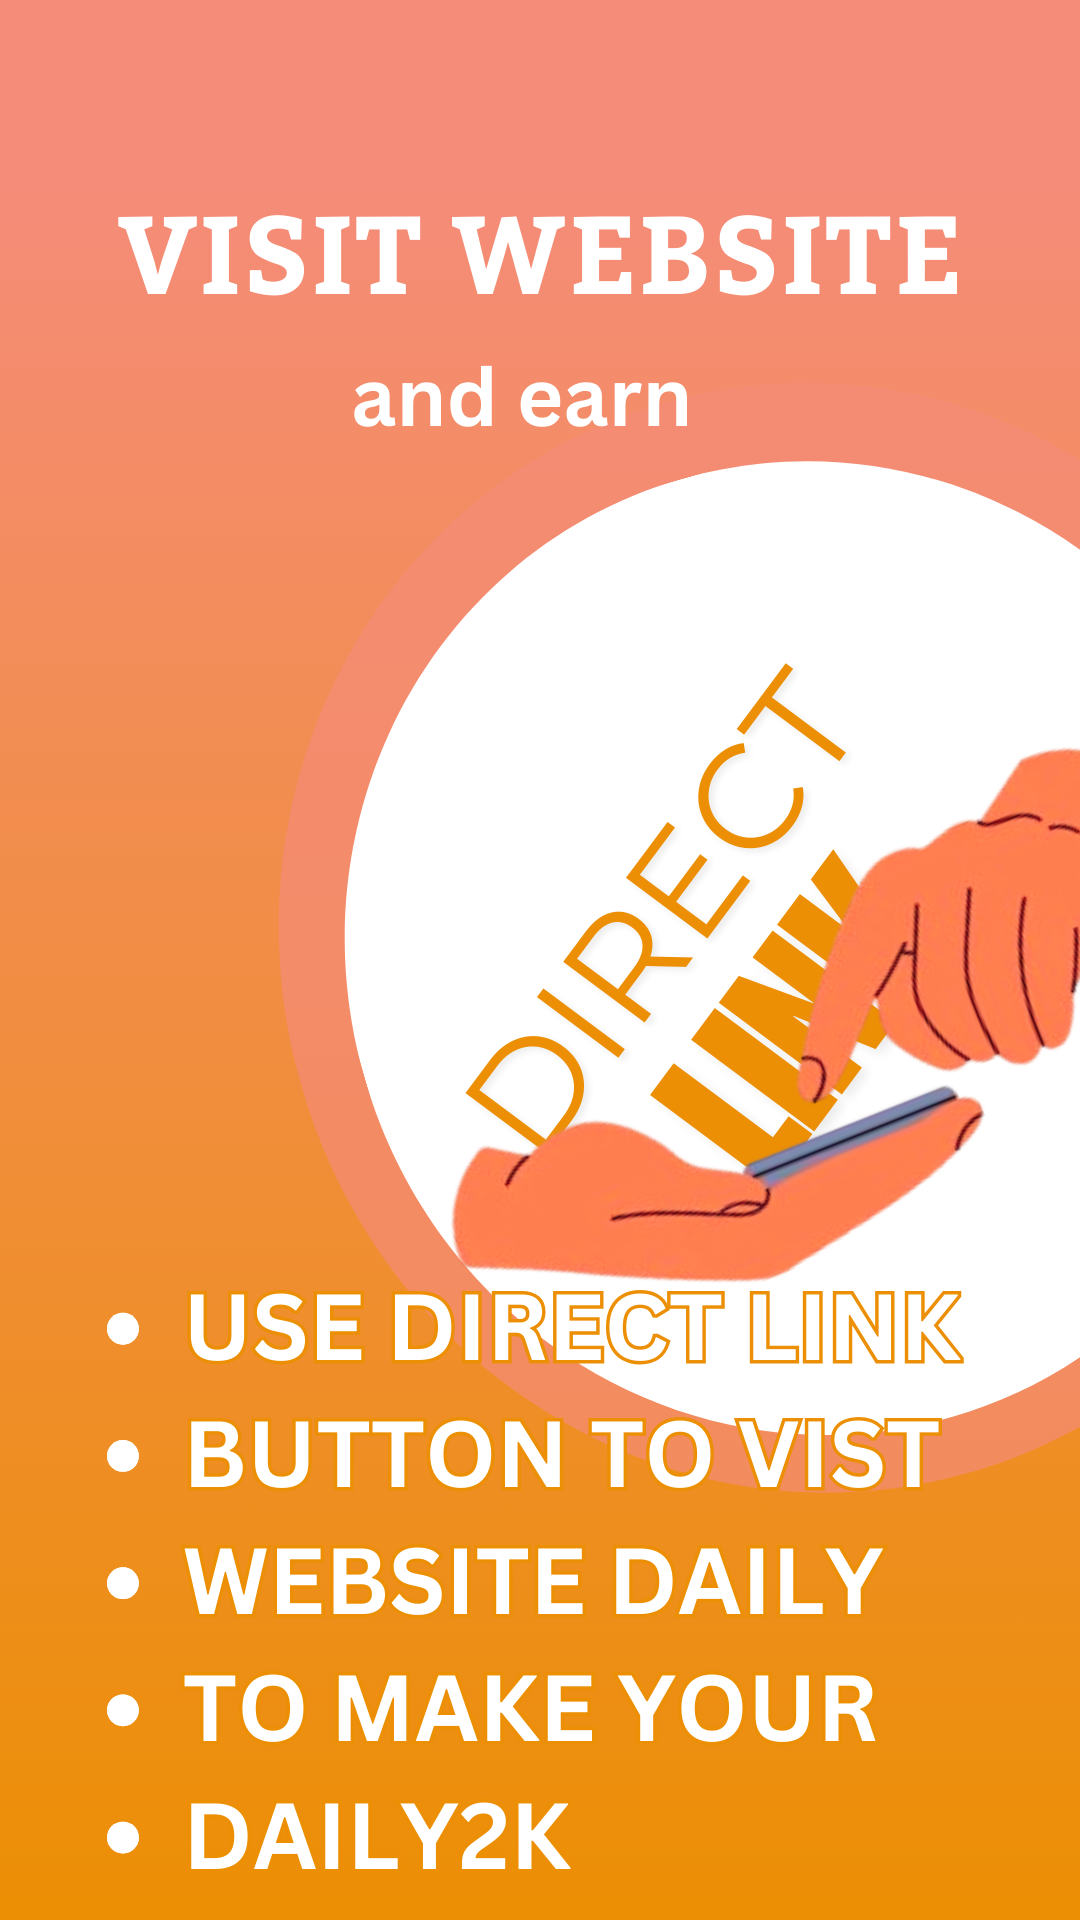 VISIT WEBSITE
and earn
DIRECT
LINK
• USE DIRECT LINK
• BUTTON TO VIST
• WEBSITE DAILY
• TO MAKE YOUR
• DAILY2K